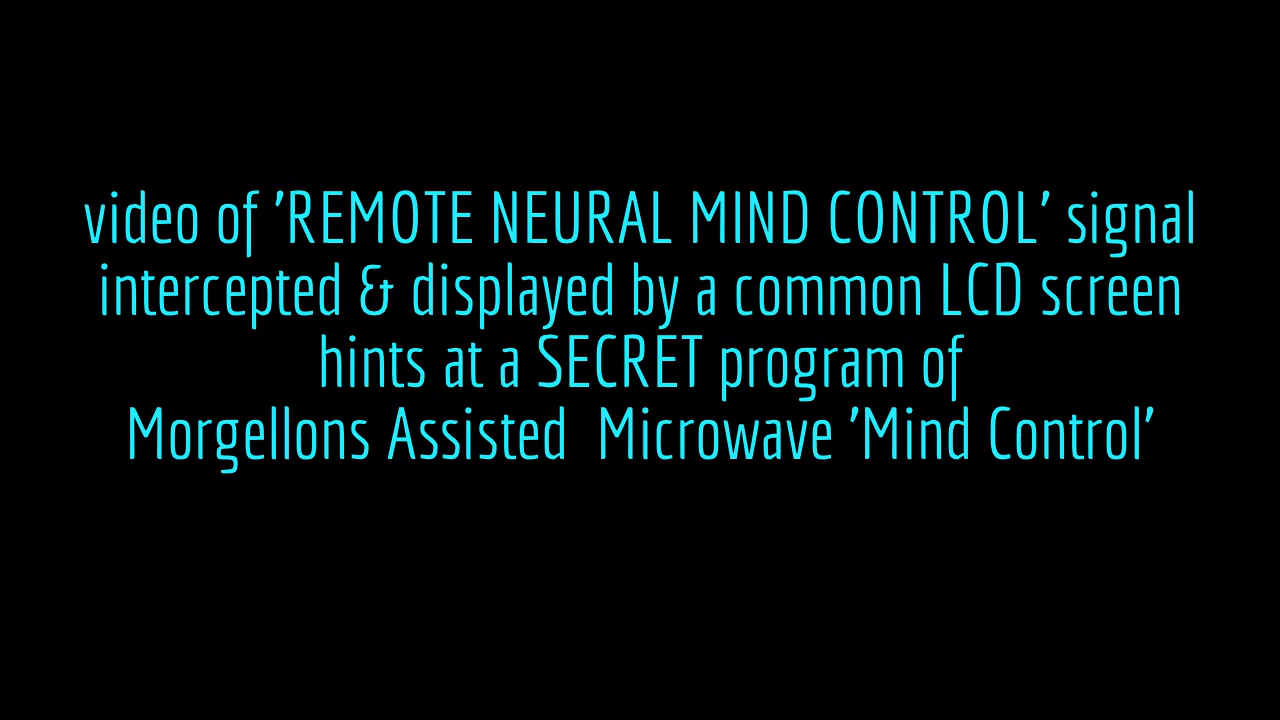 video of 'REMOTE NEURAL MIND CONTROL' signal
intercepted & displayed by a common LCD screen
hints at a SECRET program of
Morgellons Assisted  Microwave 'Mind Control'